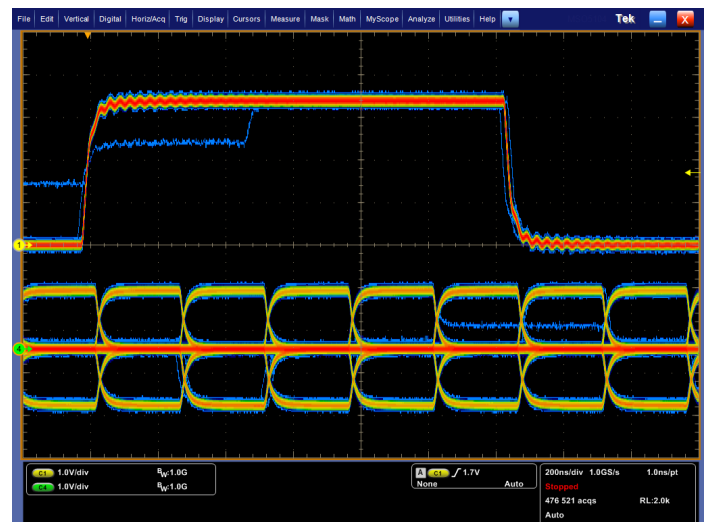 File Edit Vertical Digital Horiz/Acq Trig Display Cursors Measure Mask Math MyScope Analyze Utilities Help Tek X
1
4
C1 1.0V/div BW:1.0G
C4 1.0V/div BW:1.0G
A C1 1.7V
None Auto
200ns/div 1.0GS/s 1.0ns/pt
Stopped
476 521 acqs RL:2.0k
Auto